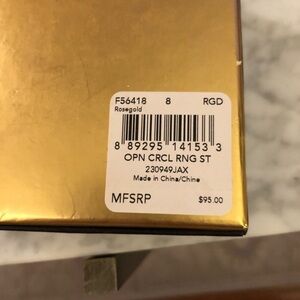 F56418 8 RGD
Rosegold
8 89295 14153 3
OPN CRCL RNG ST
230949JAX
Made in China/Chine
MFSRP $95.00